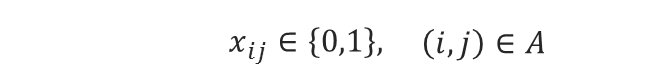 x_{ij} ∈ {0,1},    (i,j) ∈ A